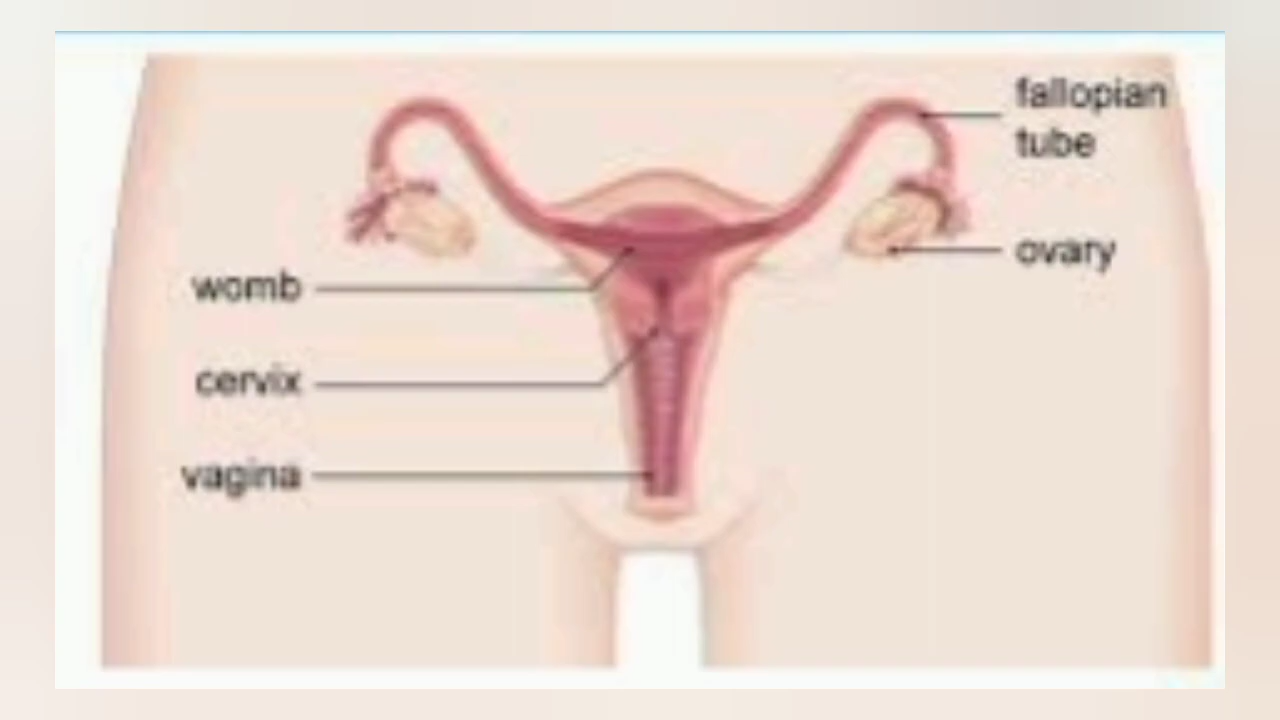 fallopian
tube
ovary
womb
cervix
vagina